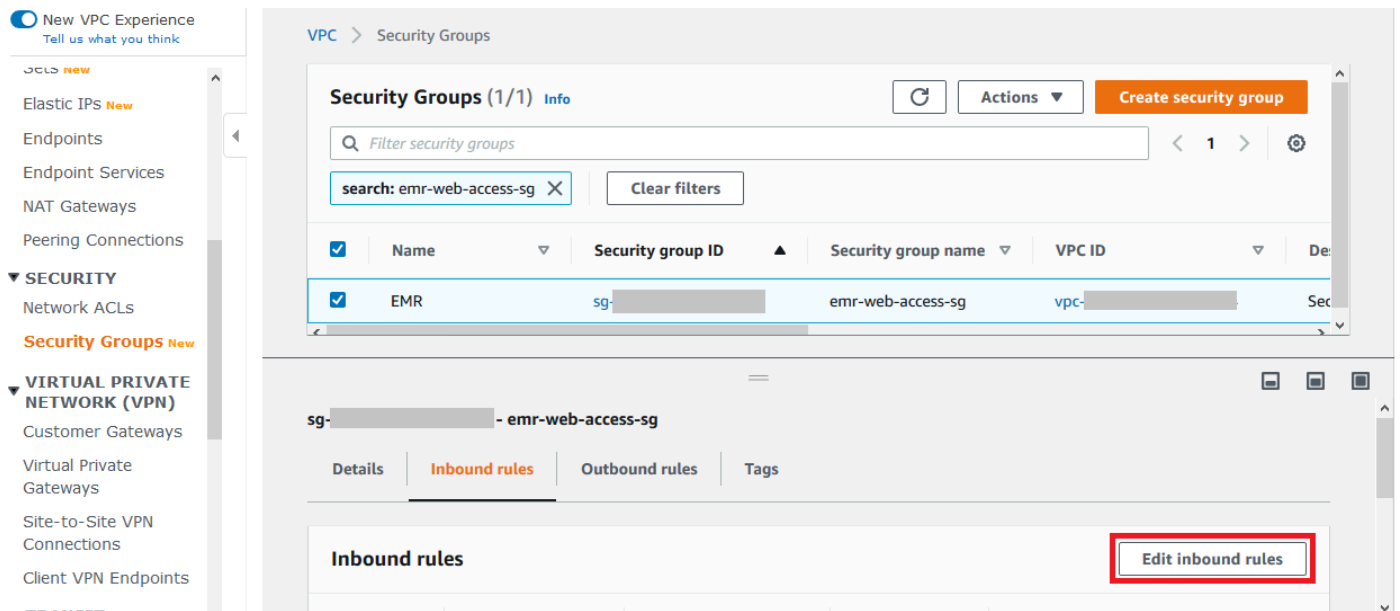 New VPC Experience
Tell us what you think
Sets New
Elastic IPs New
Endpoints
Endpoint Services
NAT Gateways
Peering Connections
SECURITY
Network ACLs
Security Groups New
VIRTUAL PRIVATE
NETWORK (VPN)
Customer Gateways
Virtual Private
Gateways
Site-to-Site VPN
Connections
Client VPN Endpoints
VPC > Security Groups
Security Groups (1/1) Info
Actions
Create security group
Filter security groups
1
search: emr-web-access-sg
Clear filters
Name Security group ID Security group name VPC ID Des
EMR sg- emr-web-access-sg vpc- Sec
sg- - emr-web-access-sg
Details Inbound rules Outbound rules Tags
Inbound rules
Edit inbound rules